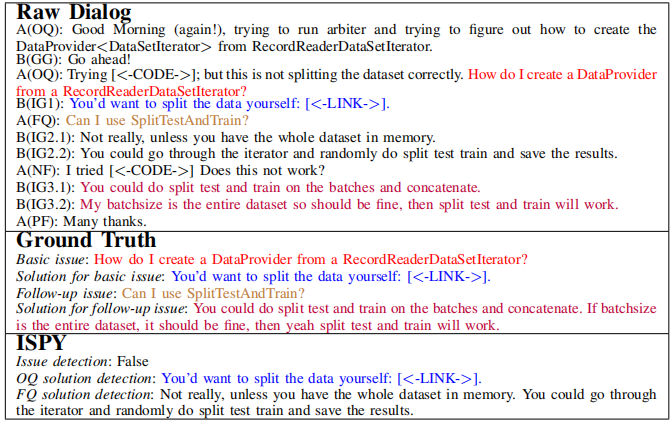 Raw Dialog
A(OQ): Good Morning (again!), trying to run arbiter and trying to figure out how to create the
DataProvider<DataSetIterator> from RecordReaderDataSetIterator.
B(GG): Go ahead!
A(OQ): Trying [<-CODE->]; but this is not splitting the dataset correctly. How do I create a DataProvider
from a RecordReaderDataSetIterator?
B(IG1): You'd want to split the data yourself: [<-LINK->].
A(FQ): Can I use SplitTestAndTrain?
B(IG2.1): Not really, unless you have the whole dataset in memory.
B(IG2.2): You could go through the iterator and randomly do split test train and save the results.
A(NF): I tried [<-CODE->] Does this not work?
B(IG3.1): You could do split test and train on the batches and concatenate.
B(IG3.2): My batchsize is the entire dataset so should be fine, then split test and train will work.
A(PF): Many thanks.
Ground Truth
Basic issue: How do I create a DataProvider from a RecordReaderDataSetIterator?
Solution for basic issue: You'd want to split the data yourself: [<-LINK->].
Follow-up issue: Can I use SplitTestAndTrain?
Solution for follow-up issue: You could do split test and train on the batches and concatenate. If batchsize
is the entire dataset, it should be fine, then yeah split test and train will work.
ISPY
Issue detection: False
OQ solution detection: You'd want to split the data yourself: [<-LINK->].
FQ solution detection: Not really, unless you have the whole dataset in memory. You could go through
the iterator and randomly do split test train and save the results.